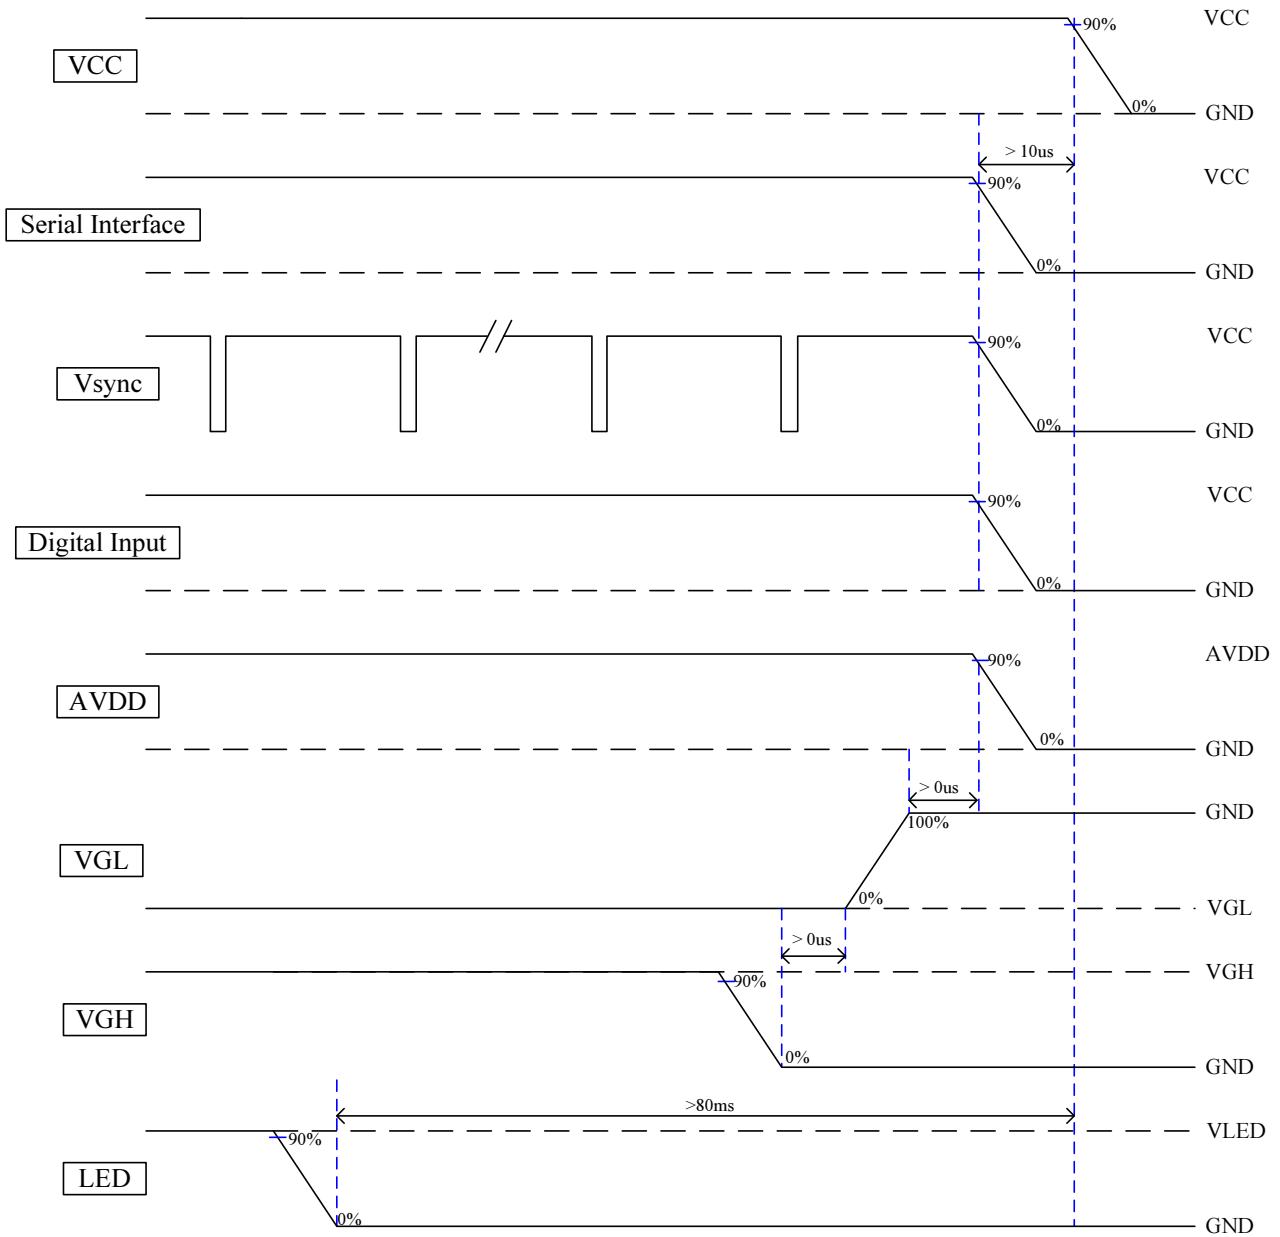 VCC
90%
VCC
0%
GND
> 10us
VCC
90%
Serial Interface
0%
GND
VCC
90%
Vsync
0%
GND
VCC
90%
Digital Input
0%
GND
AVDD
90%
AVDD
0%
GND
> 0us
GND
100%
VGL
0%
VGL
> 0us
VGH
90%
VGH
0%
GND
>80ms
VLED
90%
LED
0%
GND